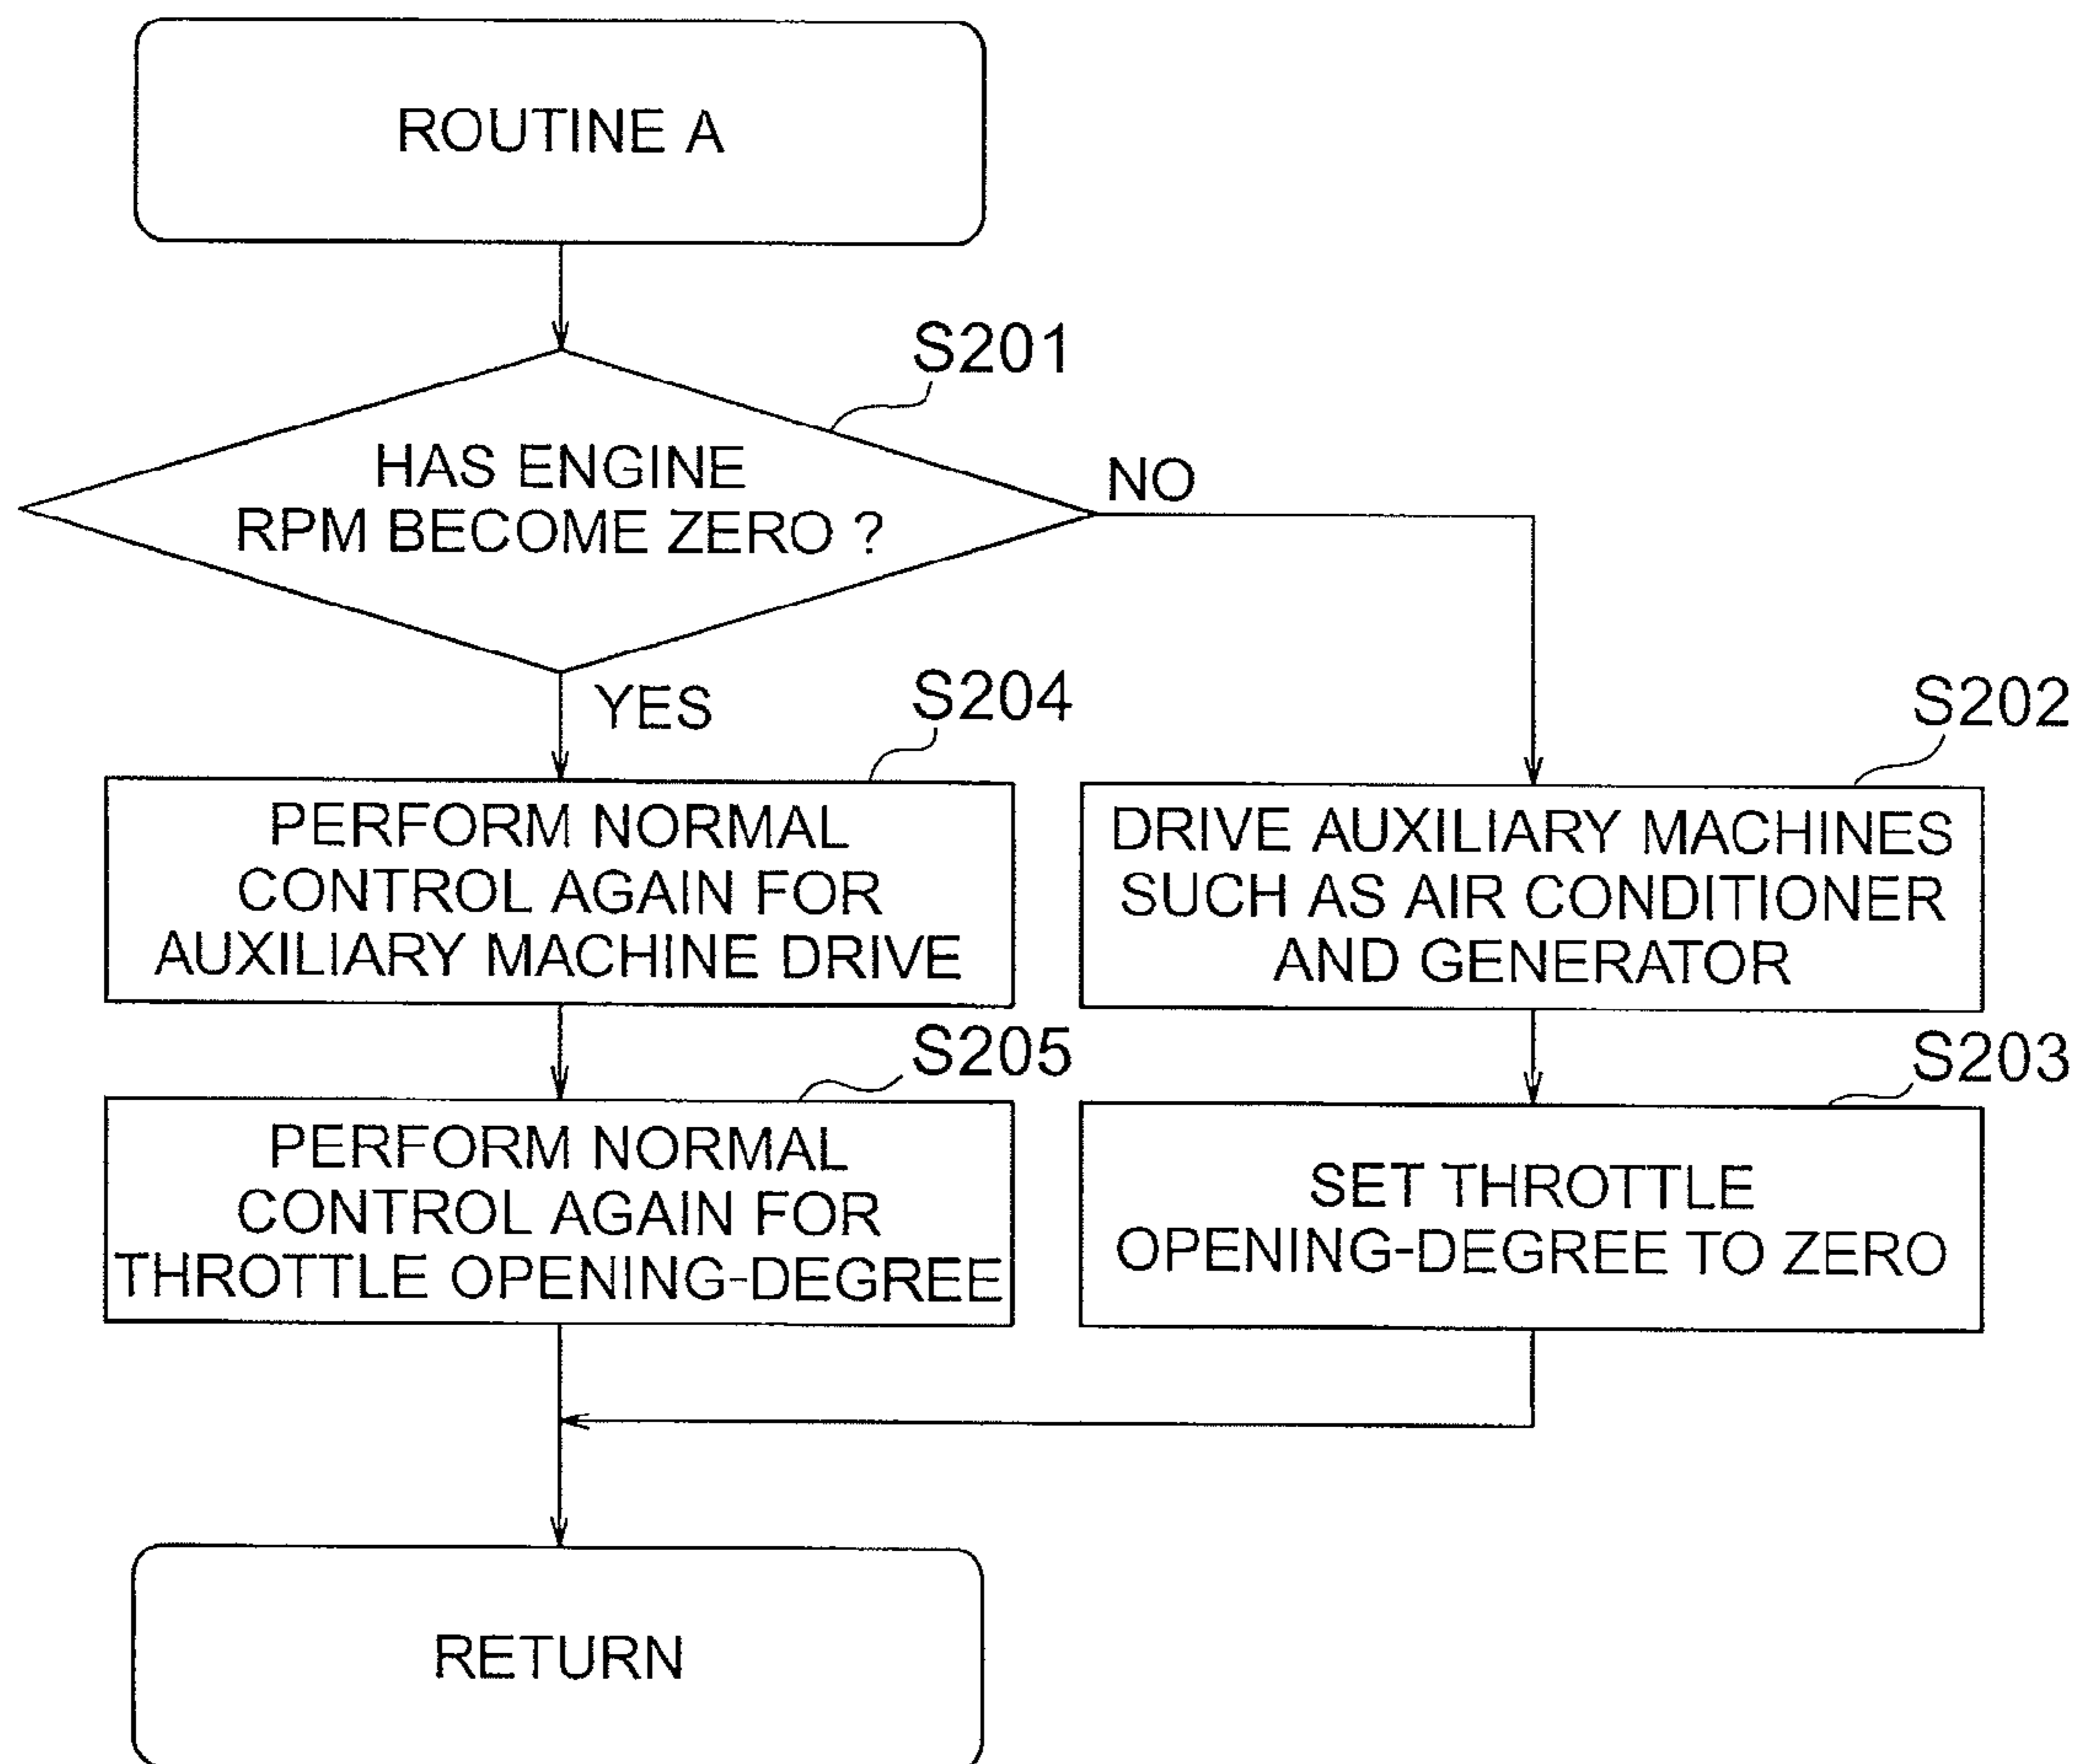 ROUTINE A
S201
HAS ENGINE
RPM BECOME ZERO ?
NO
YES
S204
PERFORM NORMAL
CONTROL AGAIN FOR
AUXILIARY MACHINE DRIVE
S202
DRIVE AUXILIARY MACHINES
SUCH AS AIR CONDITIONER
AND GENERATOR
S205
PERFORM NORMAL
CONTROL AGAIN FOR
THROTTLE OPENING-DEGREE
S203
SET THROTTLE
OPENING-DEGREE TO ZERO
RETURN